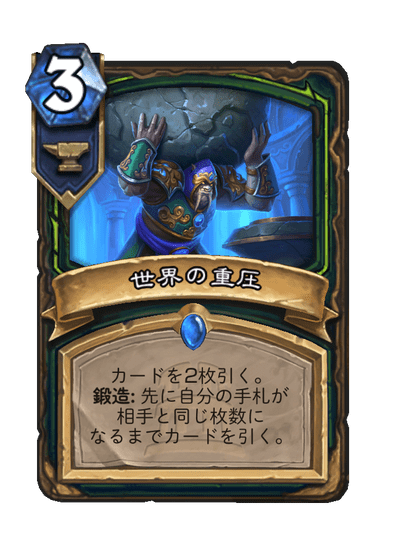 3
世界の重圧
カードを2枚引く。
鍛造: 先に自分の手札が
相手と同じ枚数に
なるまでカードを引く。